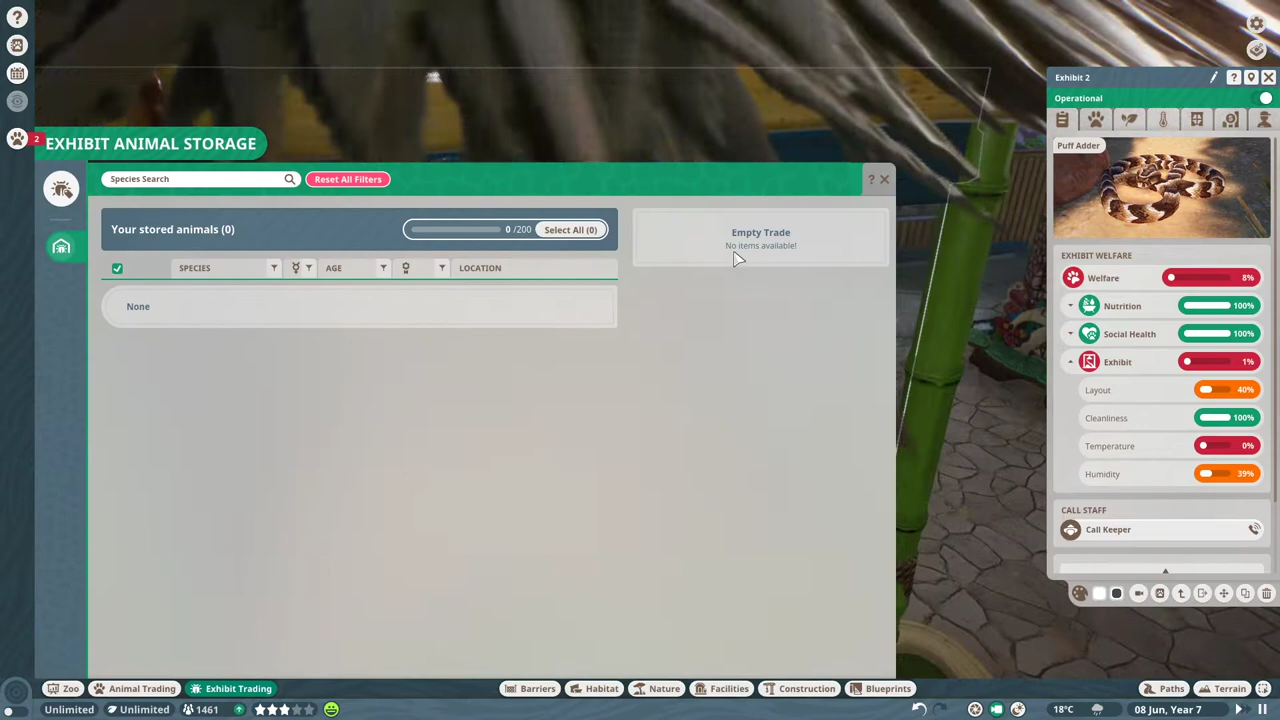 Exhibit 2
Operational
2
EXHIBIT ANIMAL STORAGE
Puff Adder
Species Search
Reset All Filters
?
Your stored animals (0)
0 /200
Select All (0)
Empty Trade
No items available!
SPECIES
AGE
LOCATION
None
EXHIBIT WELFARE
Welfare
8%
Nutrition
100%
Social Health
100%
Exhibit
1%
Layout
40%
Cleanliness
100%
Temperature
0%
Humidity
39%
CALL STAFF
Call Keeper
Zoo
Animal Trading
Exhibit Trading
Barriers
Habitat
Nature
Facilities
Construction
Blueprints
Paths
Terrain
Unlimited
Unlimited
1461
18°C
08 Jun, Year 7